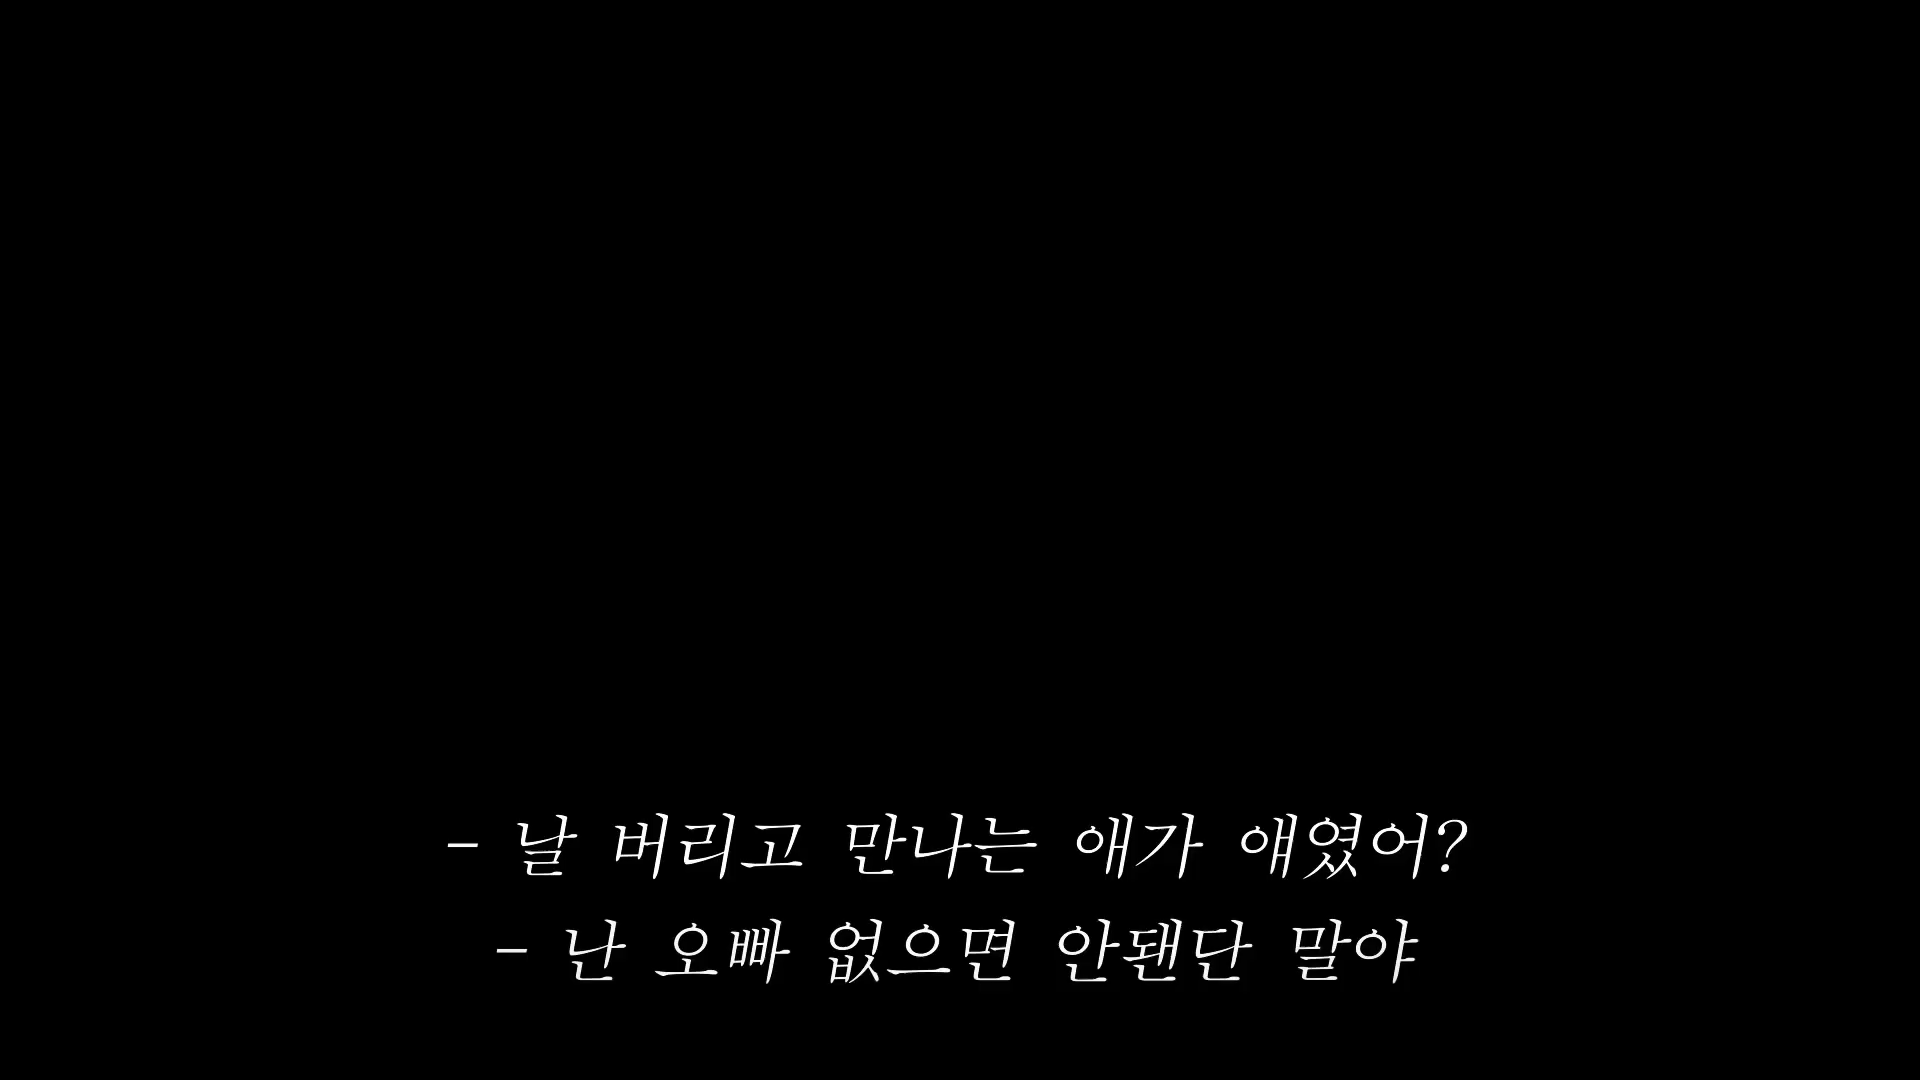 - 날 버리고 만나는 애가 얘였어?
- 난 오빠 없으면 안됀단 말야